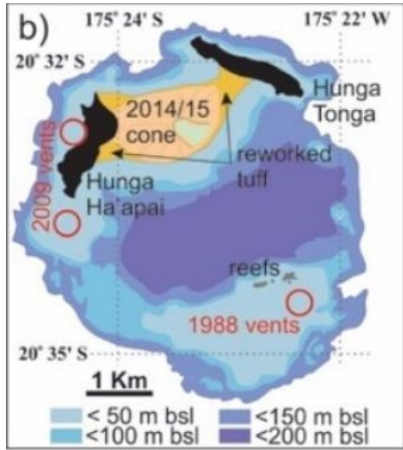 b)
175° 24' S
175° 22' W
20° 32' S
Hunga
Tonga
2014/15
cone
2009 vents
reworked
tuff
Hunga
Ha'apai
reefs
1988 vents
20° 35' S
1 Km
< 50 m bsl
<150 m bsl
<100 m bsl
<200 m bsl